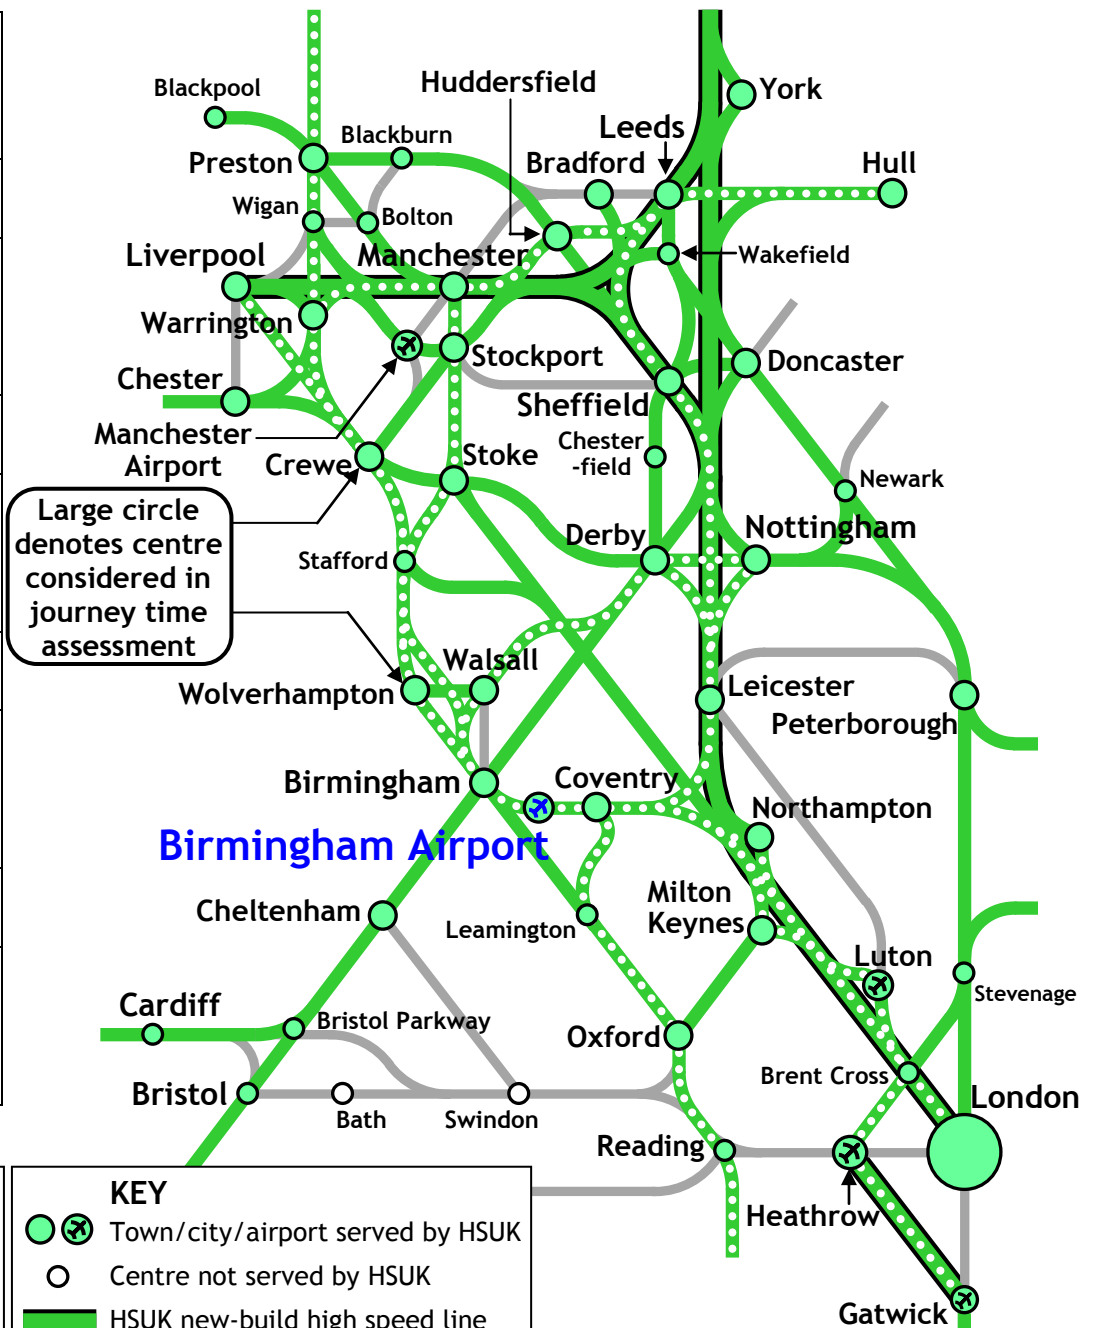 Huddersfield
Blackpool
York
Leeds
Blackburn
Bradford
Hull
Preston
Wigan
Bolton
Liverpool
Manchester
Wakefield
Warrington
Stockport
Doncaster
Chester
Sheffield
Manchester
Airport
Chester
-field
Crewe
Stoke
Newark
Large circle
denotes centre
considered in
journey time
assessment
Derby
Nottingham
Stafford
Walsall
Wolverhampton
Leicester
Peterborough
Birmingham
Coventry
Northampton
Birmingham Airport
Milton
Keynes
Cheltenham
Leamington
Luton
Stevenage
Cardiff
Bristol Parkway
Oxford
Brent Cross
Bristol
Bath
Swindon
London
Reading
Heathrow
Gatwick
KEY
Town/city/airport served by HSUK
Centre not served by HSUK
HSUK new-build high speed line